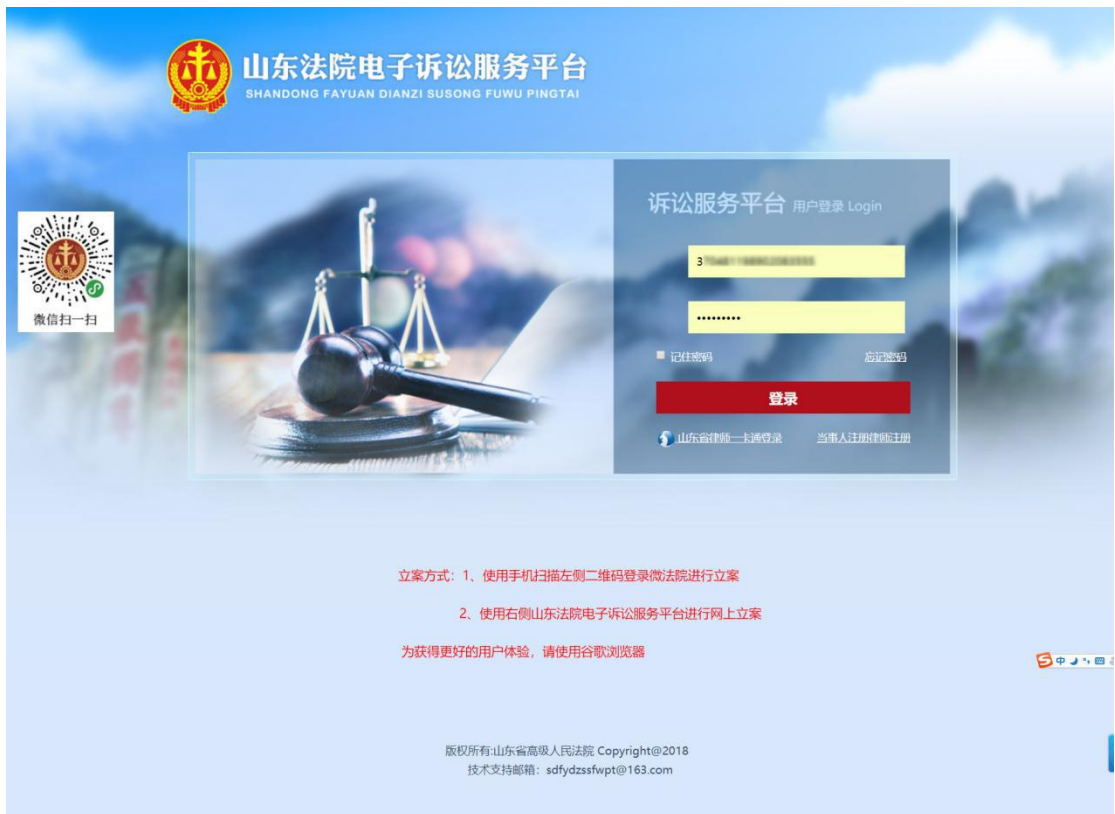 山东法院电子诉讼服务平台
SHANDONG FAYUAN DIANZI SUSONG FUWU PINGTAI
诉讼服务平台 用户登录 Login
微信扫一扫
3
•••••••••
记住密码 忘记密码
登录
山东省律师一卡通登录 当事人注册律师注册
立案方式：1、使用手机扫描左侧二维码登录微法院进行立案
2、使用右侧山东法院电子诉讼服务平台进行网上立案
为获得更好的用户体验，请使用谷歌浏览器
中
版权所有:山东省高级人民法院 Copyright@2018
技术支持邮箱：sdfydzssfwpt@163.com